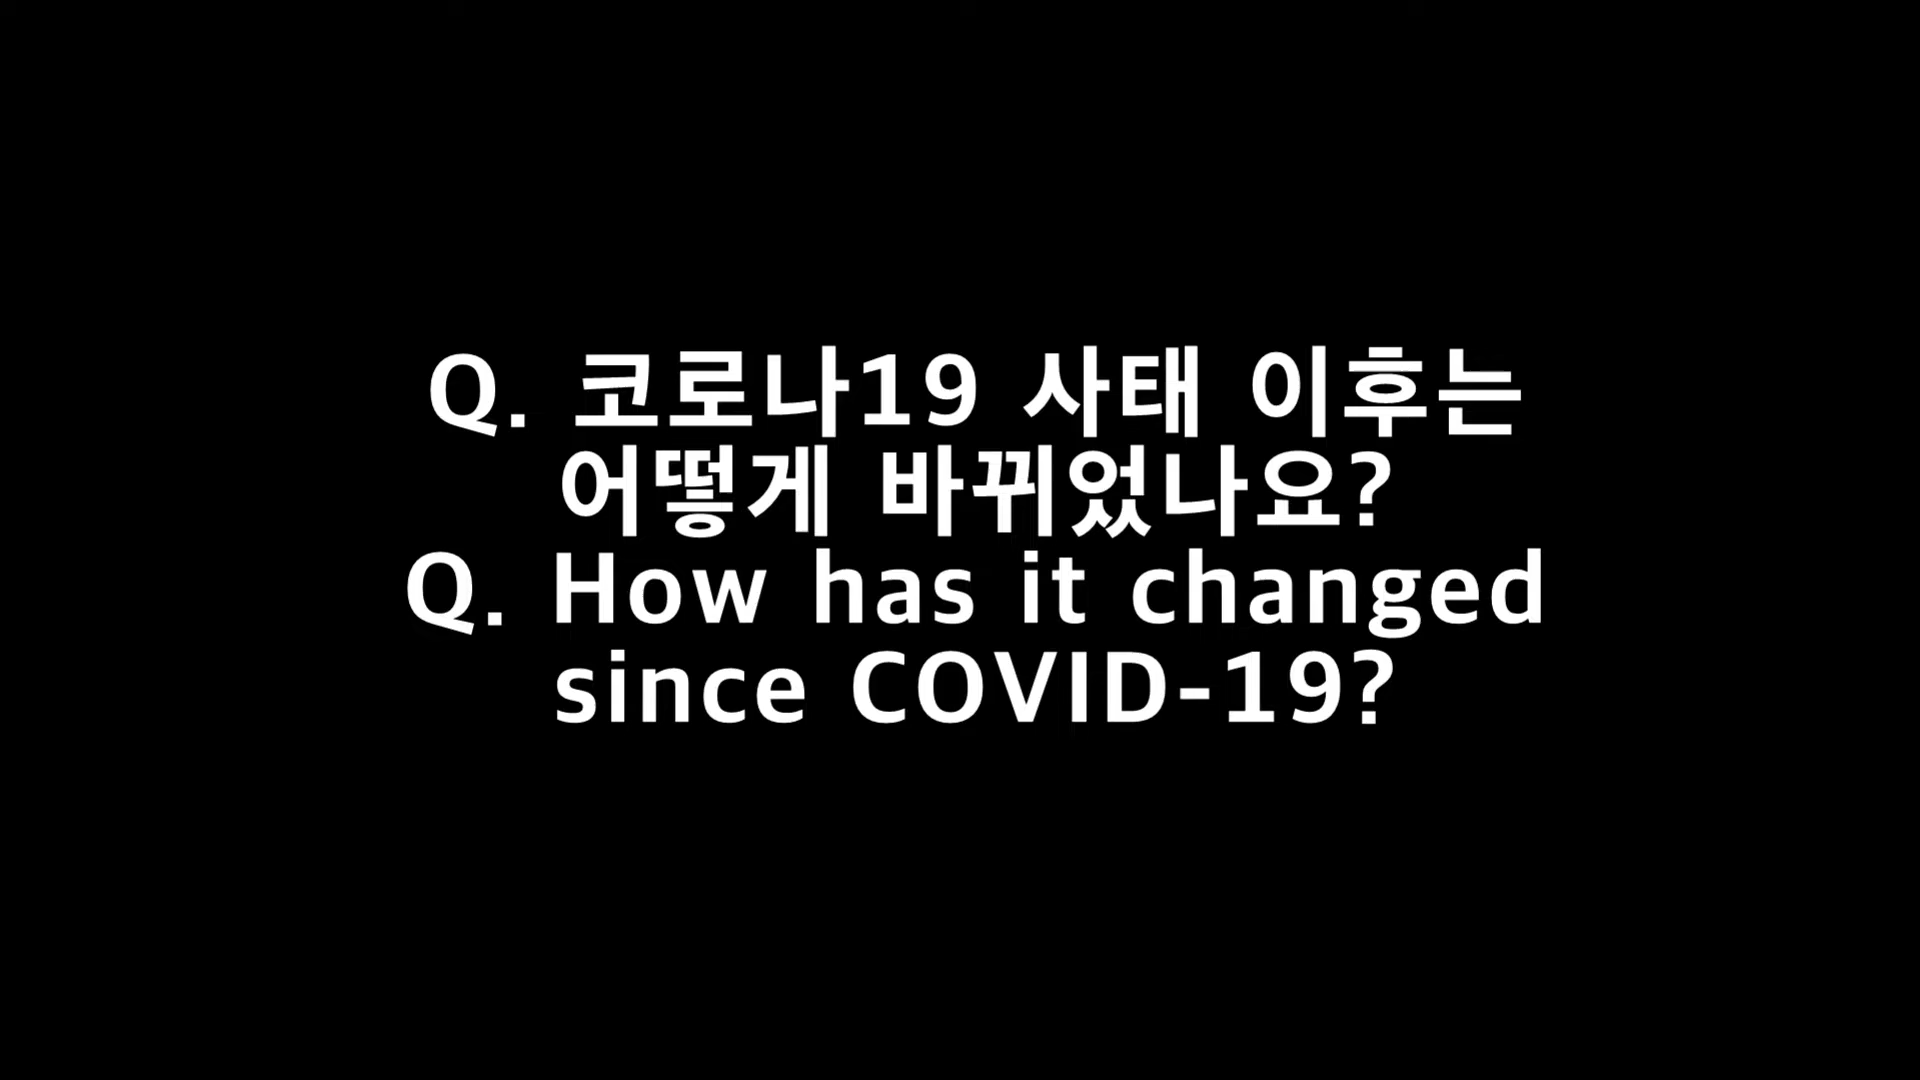 Q. 코로나19 사태 이후는
어떻게 바뀌었나요?
Q. How has it changed
since COVID-19?